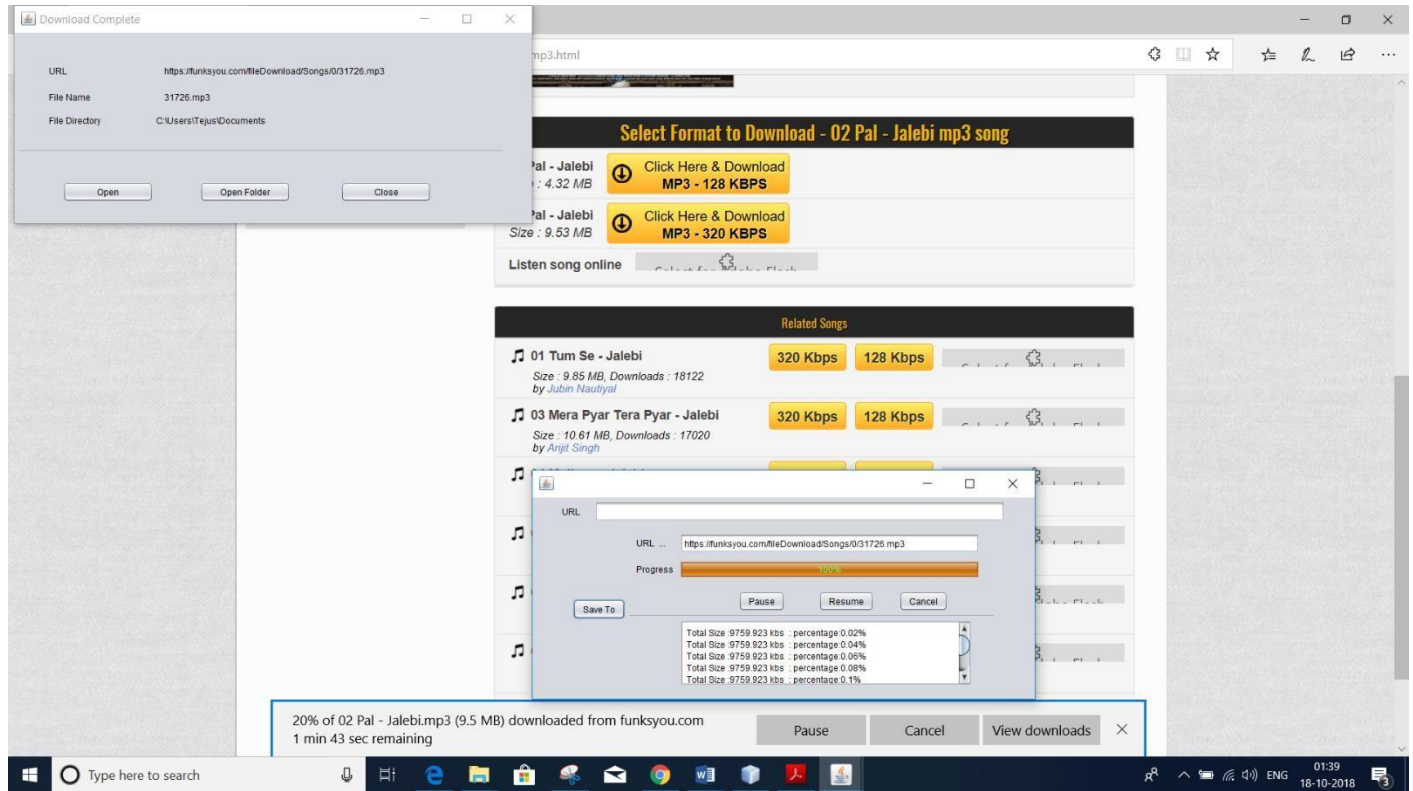 Download Complete
URL https://funksyou.com/fileDownload/Songs/0/31726.mp3
File Name 31726.mp3
File Directory C:\Users\Tejus\Documents
Open Open Folder Close
mp3.html
Select Format to Download - 02 Pal - Jalebi mp3 song
Pal - Jalebi
: 4.32 MB
Click Here & Download
MP3 - 128 KBPS
Pal - Jalebi
Size : 9.53 MB
Click Here & Download
MP3 - 320 KBPS
Listen song online
Related Songs
01 Tum Se - Jalebi 320 Kbps 128 Kbps
Size : 9.85 MB, Downloads : 18122
by Jubin Nautiyal
03 Mera Pyar Tera Pyar - Jalebi 320 Kbps 128 Kbps
Size : 10.61 MB, Downloads : 17020
by Arijit Singh
URL
URL ... https://funksyou.com/fileDownload/Songs/0/31726.mp3
Progress 100%
Save To Pause Resume Cancel
Total Size :9759.923 kbs : percentage:0.02%
Total Size :9759.923 kbs : percentage:0.04%
Total Size :9759.923 kbs : percentage:0.06%
Total Size :9759.923 kbs : percentage:0.08%
Total Size :9759.923 kbs : percentage:0.1%
20% of 02 Pal - Jalebi.mp3 (9.5 MB) downloaded from funksyou.com
1 min 43 sec remaining
Pause Cancel View downloads
Type here to search
ENG
01:39
18-10-2018
3